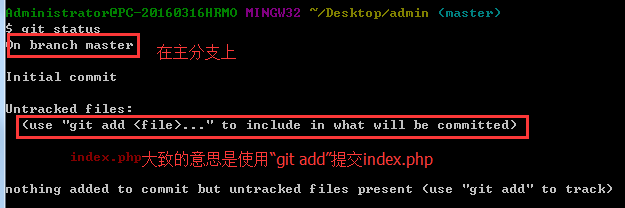 Administrator@PC-20160316HRMO MINGW32 ~/Desktop/admin (master)
$ git status
On branch master
在主分支上
Initial commit
Untracked files:
(use "git add <file>..." to include in what will be committed)
index.php
大致的意思是使用“git add”提交index.php
nothing added to commit but untracked files present (use "git add" to track)